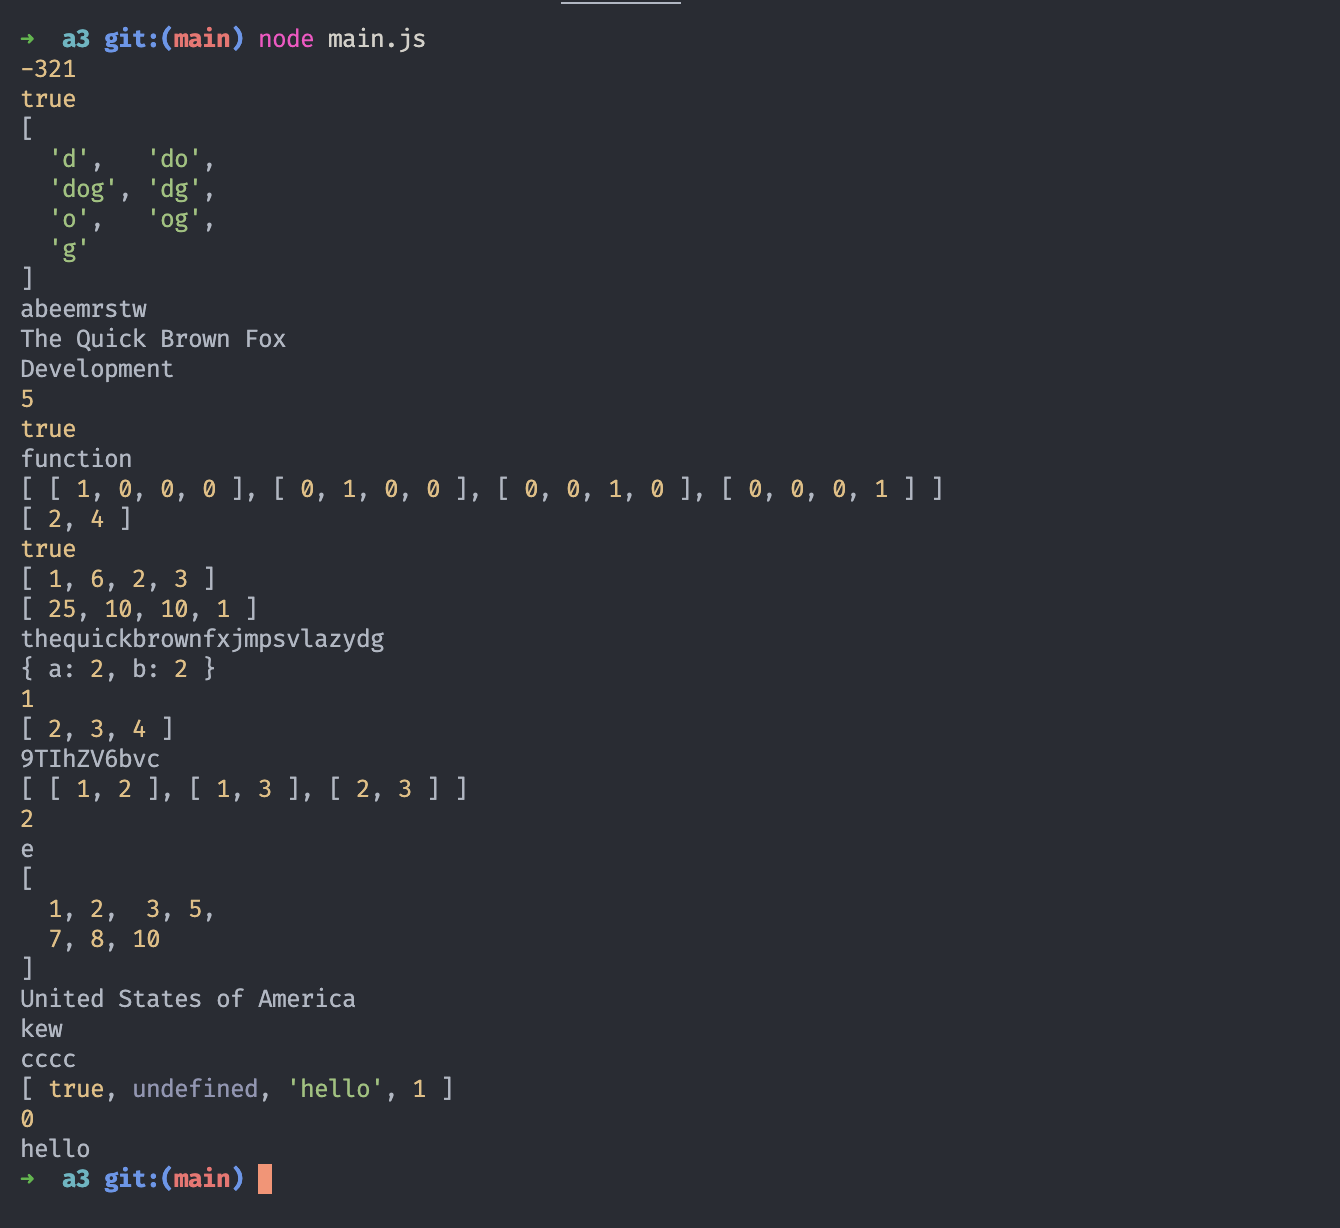 ➜  a3 git:(main) node main.js
-321
true
[
  'd',   'do',
  'dog', 'dg',
  'o',   'og',
  'g'
]
abeemrstw
The Quick Brown Fox
Development
5
true
function
[ [ 1, 0, 0, 0 ], [ 0, 1, 0, 0 ], [ 0, 0, 1, 0 ], [ 0, 0, 0, 1 ] ]
[ 2, 4 ]
true
[ 1, 6, 2, 3 ]
[ 25, 10, 10, 1 ]
thequickbrownfxjmpsvlazydg
{ a: 2, b: 2 }
1
[ 2, 3, 4 ]
9TIhZV6bvc
[ [ 1, 2 ], [ 1, 3 ], [ 2, 3 ] ]
2
e
[
  1, 2,  3, 5,
  7, 8, 10
]
United States of America
kew
cccc
[ true, undefined, 'hello', 1 ]
0
hello
➜  a3 git:(main)